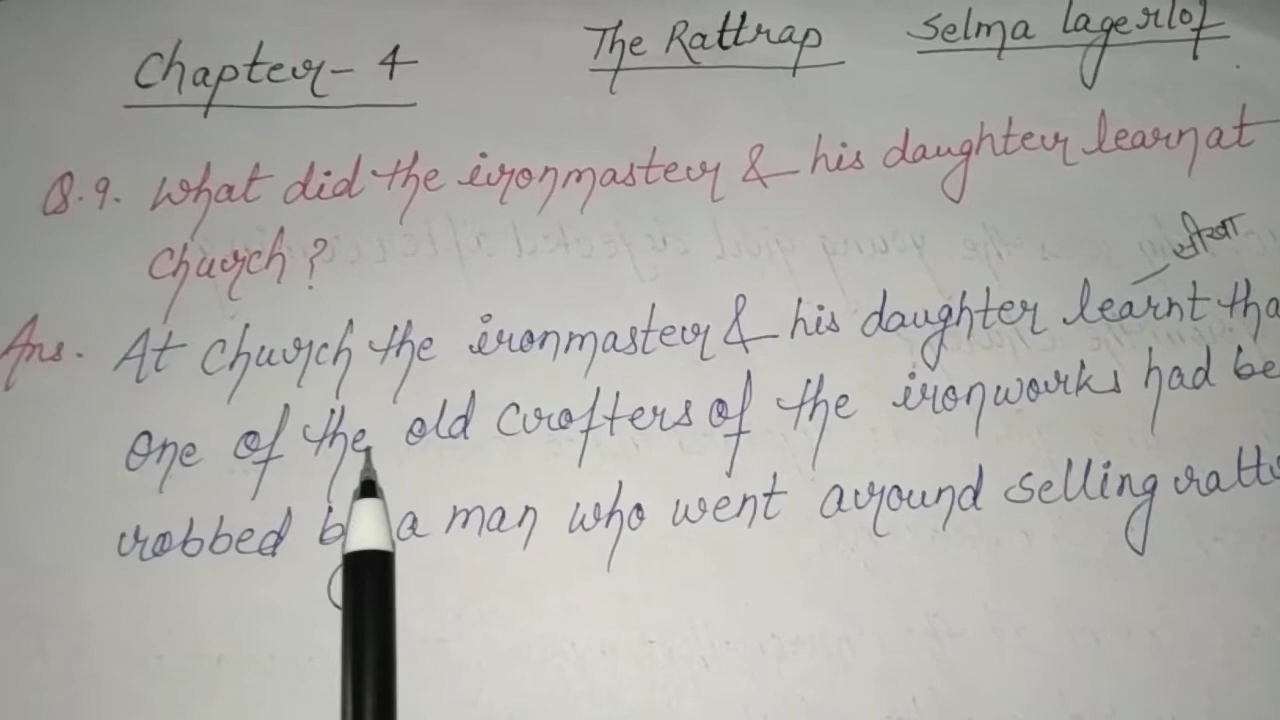 Chapter-4 The Rattrap Selma lagerlof
Q.9. What did the ironmaster & his daughter learn at
church?
सीखा
Ans. At church the ironmaster & his daughter learnt tha
one of the old crofters of the ironworks had be
robbed b a man who went around selling ratt